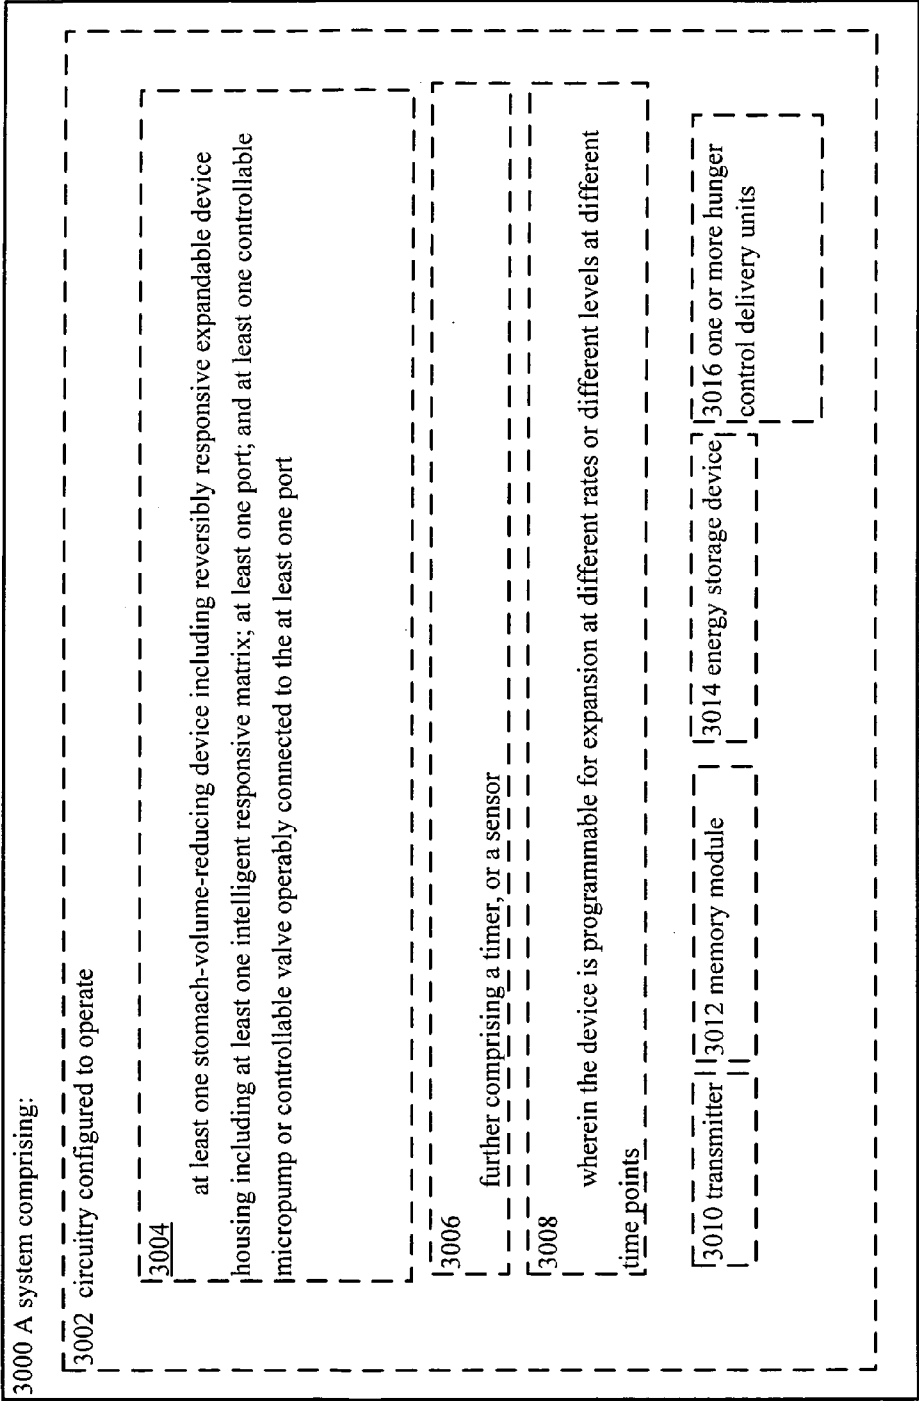 3000 A system comprising:
3002 circuitry configured to operate
3004
at least one stomach-volume-reducing device including reversibly responsive expandable device
housing including at least one intelligent responsive matrix; at least one port; and at least one controllable
micropump or controllable valve operably connected to the at least one port
3006
further comprising a timer, or a sensor
3008
wherein the device is programmable for expansion at different rates or different levels at different
time points
3010 transmitter
3012 memory module
3014 energy storage device
3016 one or more hunger
control delivery units